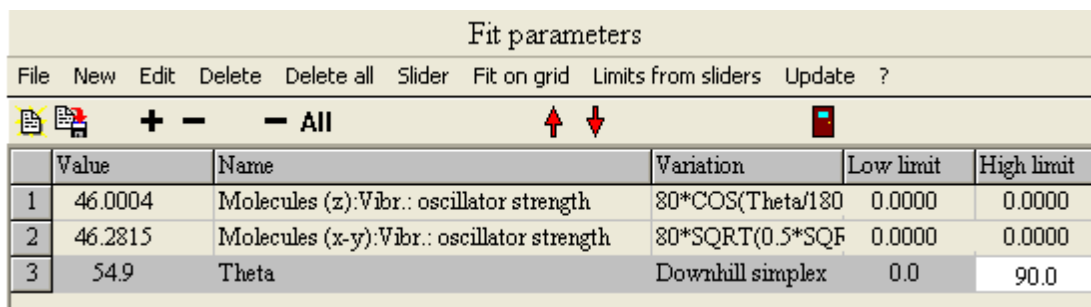 Fit parameters
File New Edit Delete Delete all Slider Fit on grid Limits from sliders Update ?
+ - - All
Value Name Variation Low limit High limit
1 46.0004 Molecules (z):Vibr.: oscillator strength 80*COS(Theta/180 0.0000 0.0000
2 46.2815 Molecules (x-y):Vibr.: oscillator strength 80*SQRT(0.5*SQR 0.0000 0.0000
3 54.9 Theta Downhill simplex 0.0 90.0